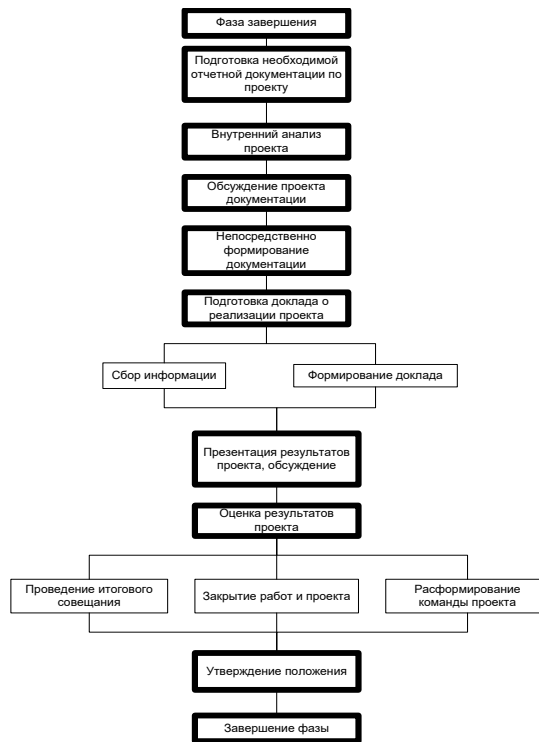 Фаза завершения
Подготовка необходимой
отчетной документации по
проекту
Внутренний анализ
проекта
Обсуждение проекта
документации
Непосредственно
формирование
документации
Подготовка доклада о
реализации проекта
Сбор информации
Формирование доклада
Презентация результатов
проекта, обсуждение
Оценка результатов
проекта
Проведение итогового
совещания
Закрытие работ и проекта
Расформирование
команды проекта
Утверждение положения
Завершение фазы